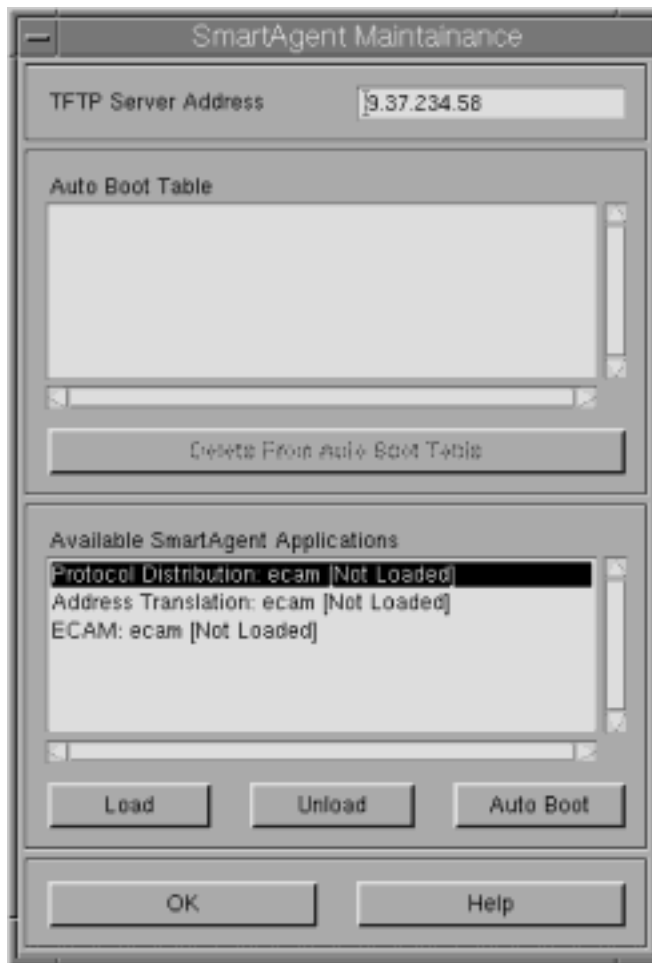 SmartAgent Maintainance
TFTP Server Address
9.37.234.58
Auto Boot Table
Delete From Auto Boot Table
Available SmartAgent Applications
Protocol Distribution: ecam [Not Loaded]
Address Translation: ecam [Not Loaded]
ECAM: ecam [Not Loaded]
Load Unload Auto Boot
OK Help